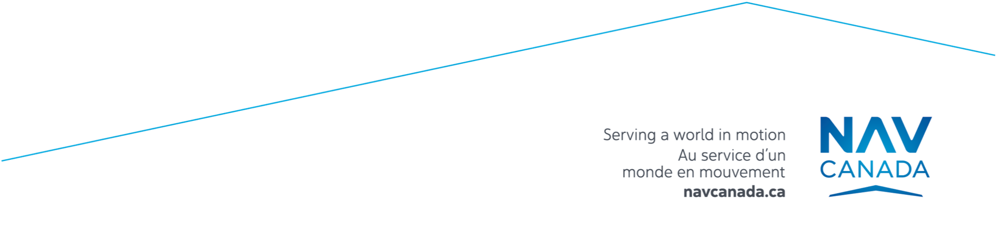 Serving a world in motion
Au service d’un
monde en mouvement
navcanada.ca
NAV
CANADA